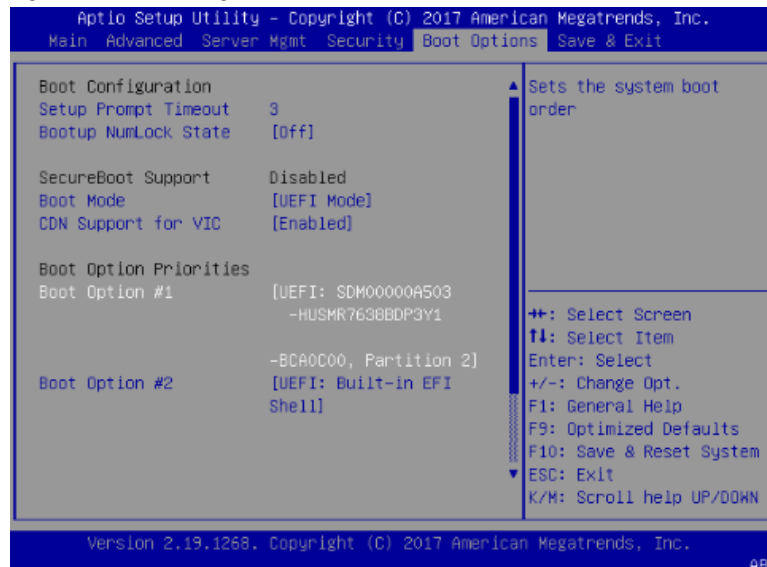 Aptio Setup Utility – Copyright (C) 2017 American Megatrends, Inc.
Main Advanced Server Mgmt Security Boot Options Save & Exit
Boot Configuration
Setup Prompt Timeout 3
Bootup NumLock State [Off]
SecureBoot Support Disabled
Boot Mode [UEFI Mode]
CDN Support for VIC [Enabled]
Boot Option Priorities
Boot Option #1 [UEFI: SDM00000A503
-HUSMR7638BDP3Y1
-BCA0C00, Partition 2]
Boot Option #2 [UEFI: Built-in EFI
Shell]
Sets the system boot
order
→←: Select Screen
↑↓: Select Item
Enter: Select
+/-: Change Opt.
F1: General Help
F9: Optimized Defaults
F10: Save & Reset System
ESC: Exit
K/M: Scroll help UP/DOWN
Version 2.19.1268. Copyright (C) 2017 American Megatrends, Inc.
AB